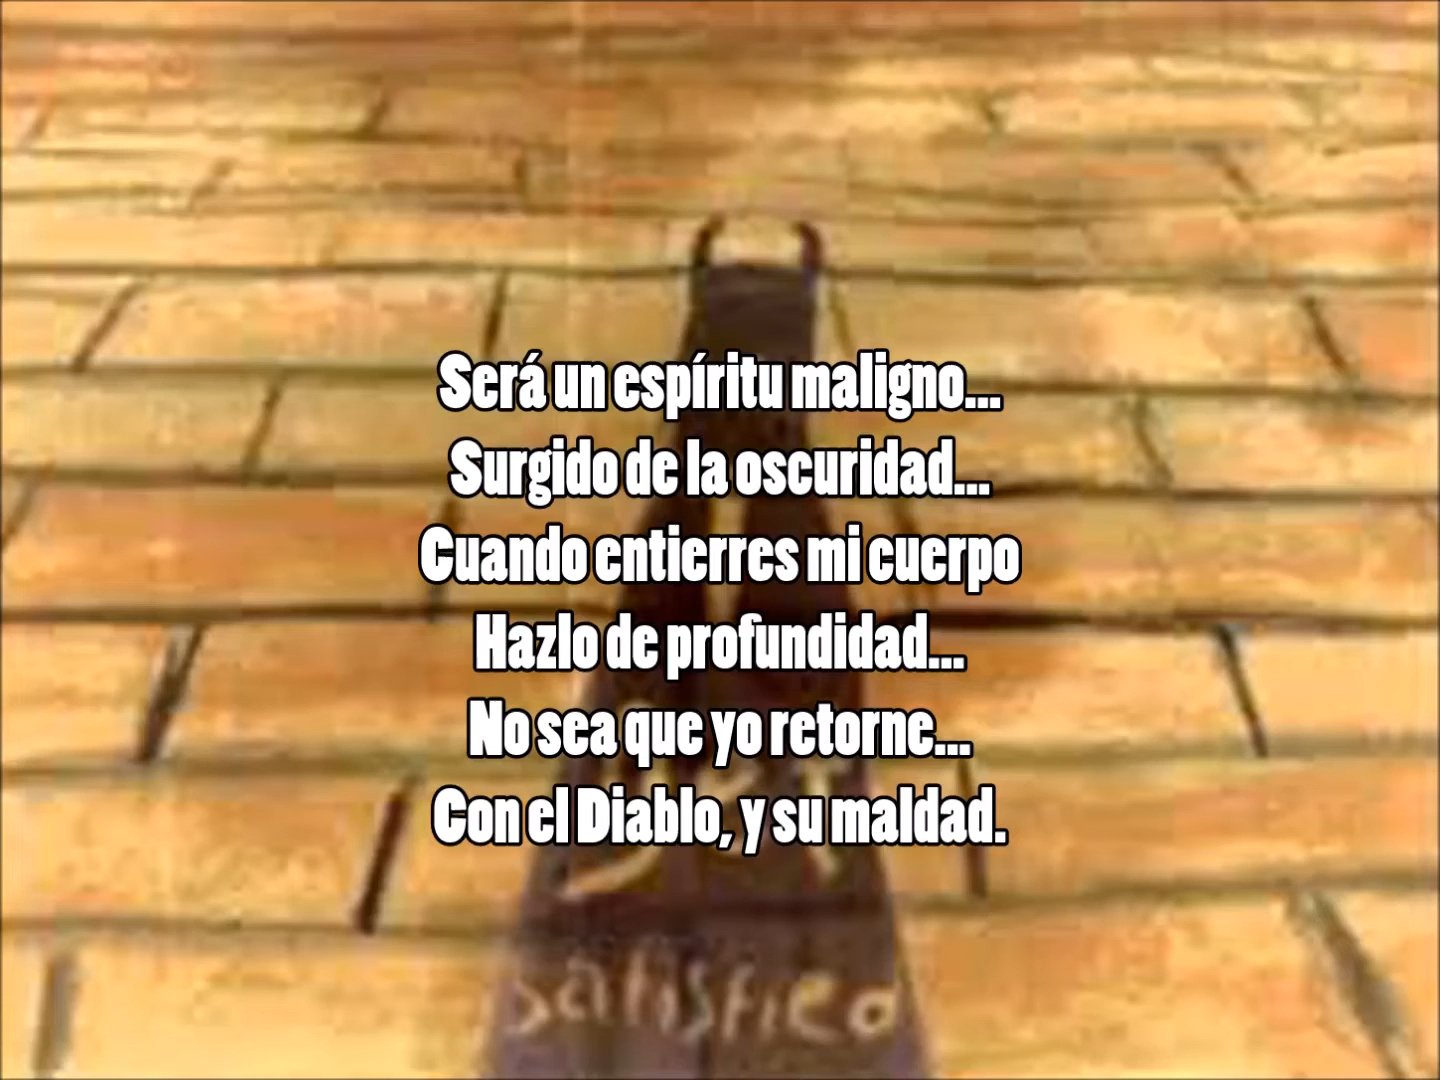 Será un espíritu maligno...
Surgido de la oscuridad...
Cuando entierres mi cuerpo
Hazlo de profundidad...
No sea que yo retorne...
Con el Diablo, y su maldad.
satisfied